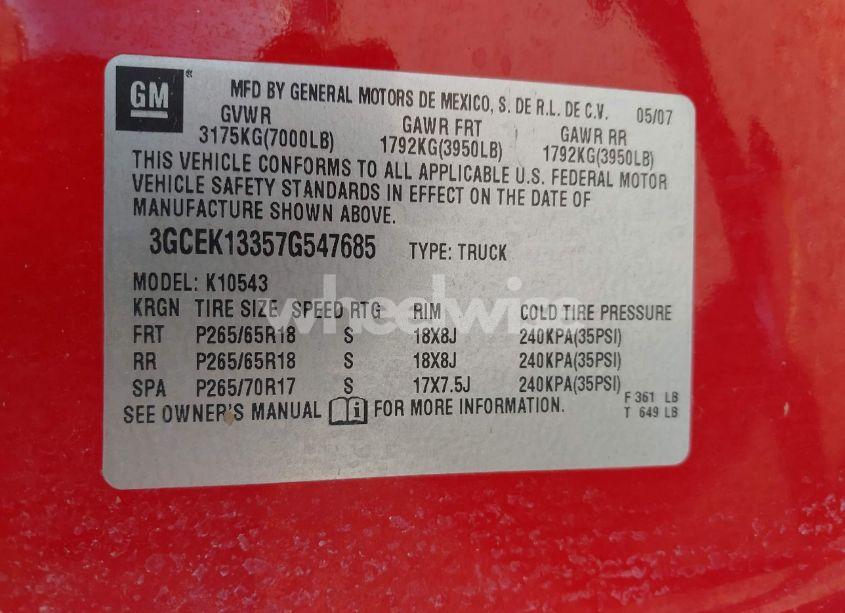 GM
MFD BY GENERAL MOTORS DE MEXICO, S. DE R.L. DE C.V. 05/07
GVWR GAWR FRT GAWR RR
3175KG(7000LB) 1792KG(3950LB) 1792KG(3950LB)
THIS VEHICLE CONFORMS TO ALL APPLICABLE U.S. FEDERAL MOTOR
VEHICLE SAFETY STANDARDS IN EFFECT ON THE DATE OF
MANUFACTURE SHOWN ABOVE.
3GCEK13357G547685 TYPE: TRUCK
MODEL: K10543
KRGN TIRE SIZE SPEED RTG RIM COLD TIRE PRESSURE
FRT P265/65R18 S 18X8J 240KPA(35PSI)
RR P265/65R18 S 18X8J 240KPA(35PSI)
SPA P265/70R17 S 17X7.5J 240KPA(35PSI)
SEE OWNER'S MANUAL i FOR MORE INFORMATION.
F 361 LB
T 649 LB